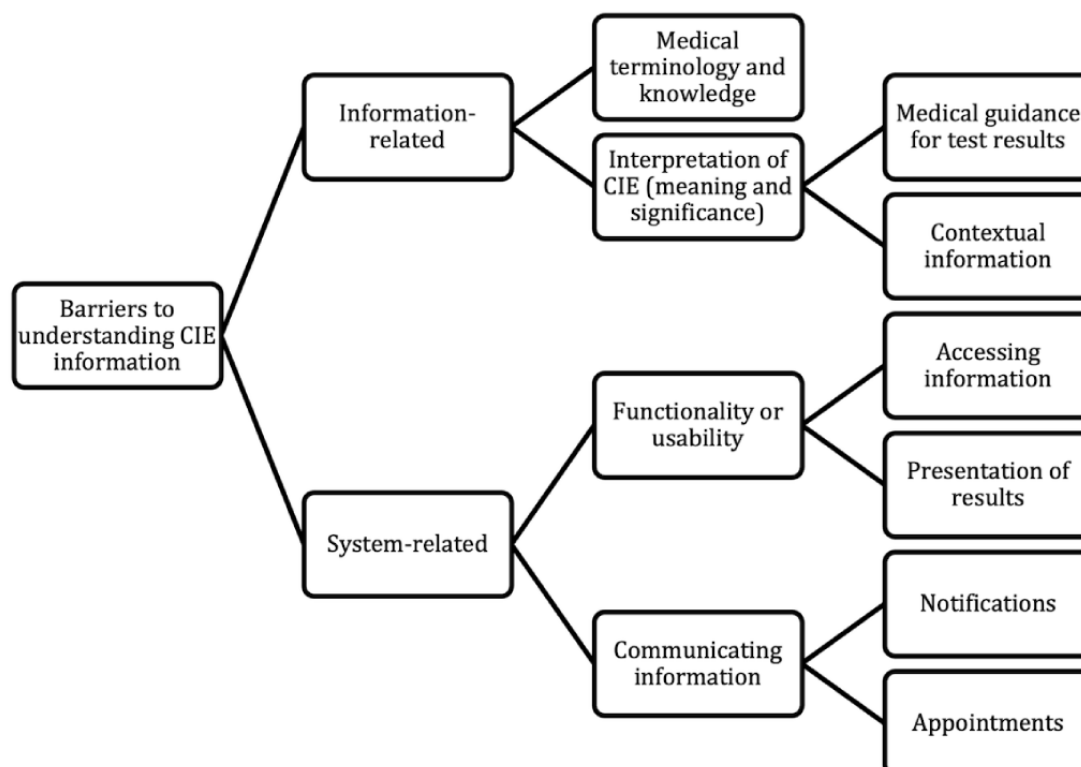 Medical
terminology and
knowledge
Information-
related
Medical guidance
for test results
Interpretation of
CIE (meaning and
significance)
Contextual
information
Barriers to
understanding CIE
information
Accessing
information
Functionality or
usability
Presentation of
results
System-related
Notifications
Communicating
information
Appointments